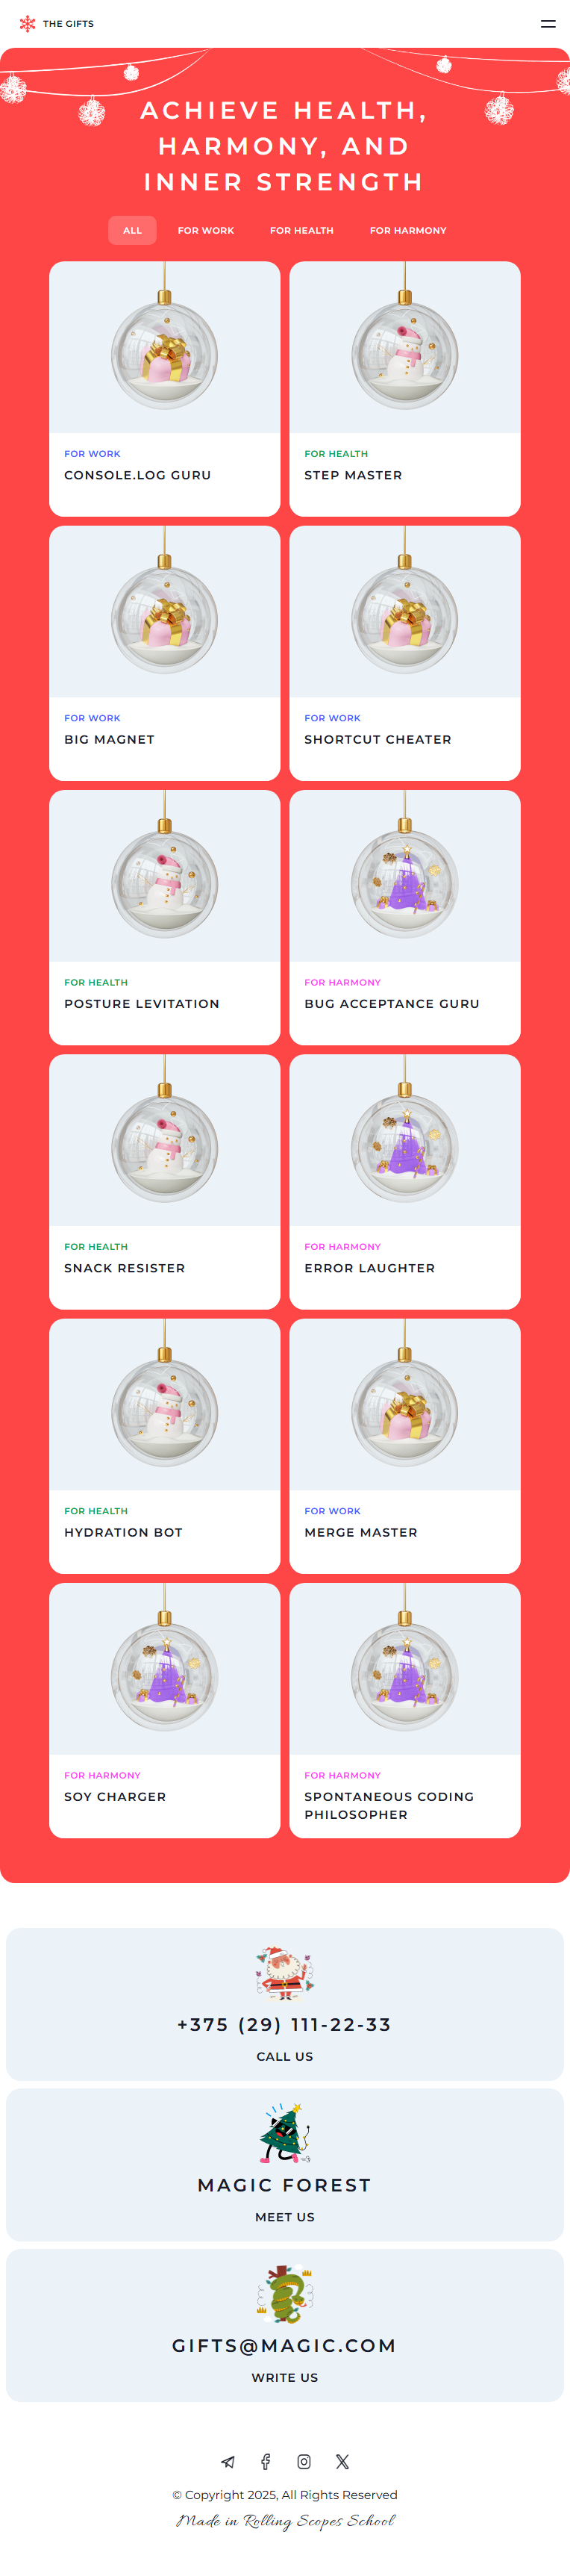 THE GIFTS
ACHIEVE HEALTH,
HARMONY, AND
INNER STRENGTH
ALL FOR WORK FOR HEALTH FOR HARMONY
FOR WORK
CONSOLE.LOG GURU
FOR HEALTH
STEP MASTER
FOR WORK
BIG MAGNET
FOR WORK
SHORTCUT CHEATER
FOR HEALTH
POSTURE LEVITATION
FOR HARMONY
BUG ACCEPTANCE GURU
FOR HEALTH
SNACK RESISTER
FOR HARMONY
ERROR LAUGHTER
FOR HEALTH
HYDRATION BOT
FOR WORK
MERGE MASTER
FOR HARMONY
SOY CHARGER
FOR HARMONY
SPONTANEOUS CODING
PHILOSOPHER
+375 (29) 111-22-33
CALL US
MAGIC FOREST
MEET US
GIFTS@MAGIC.COM
WRITE US
© Copyright 2025, All Rights Reserved
Made in Rolling Scopes School